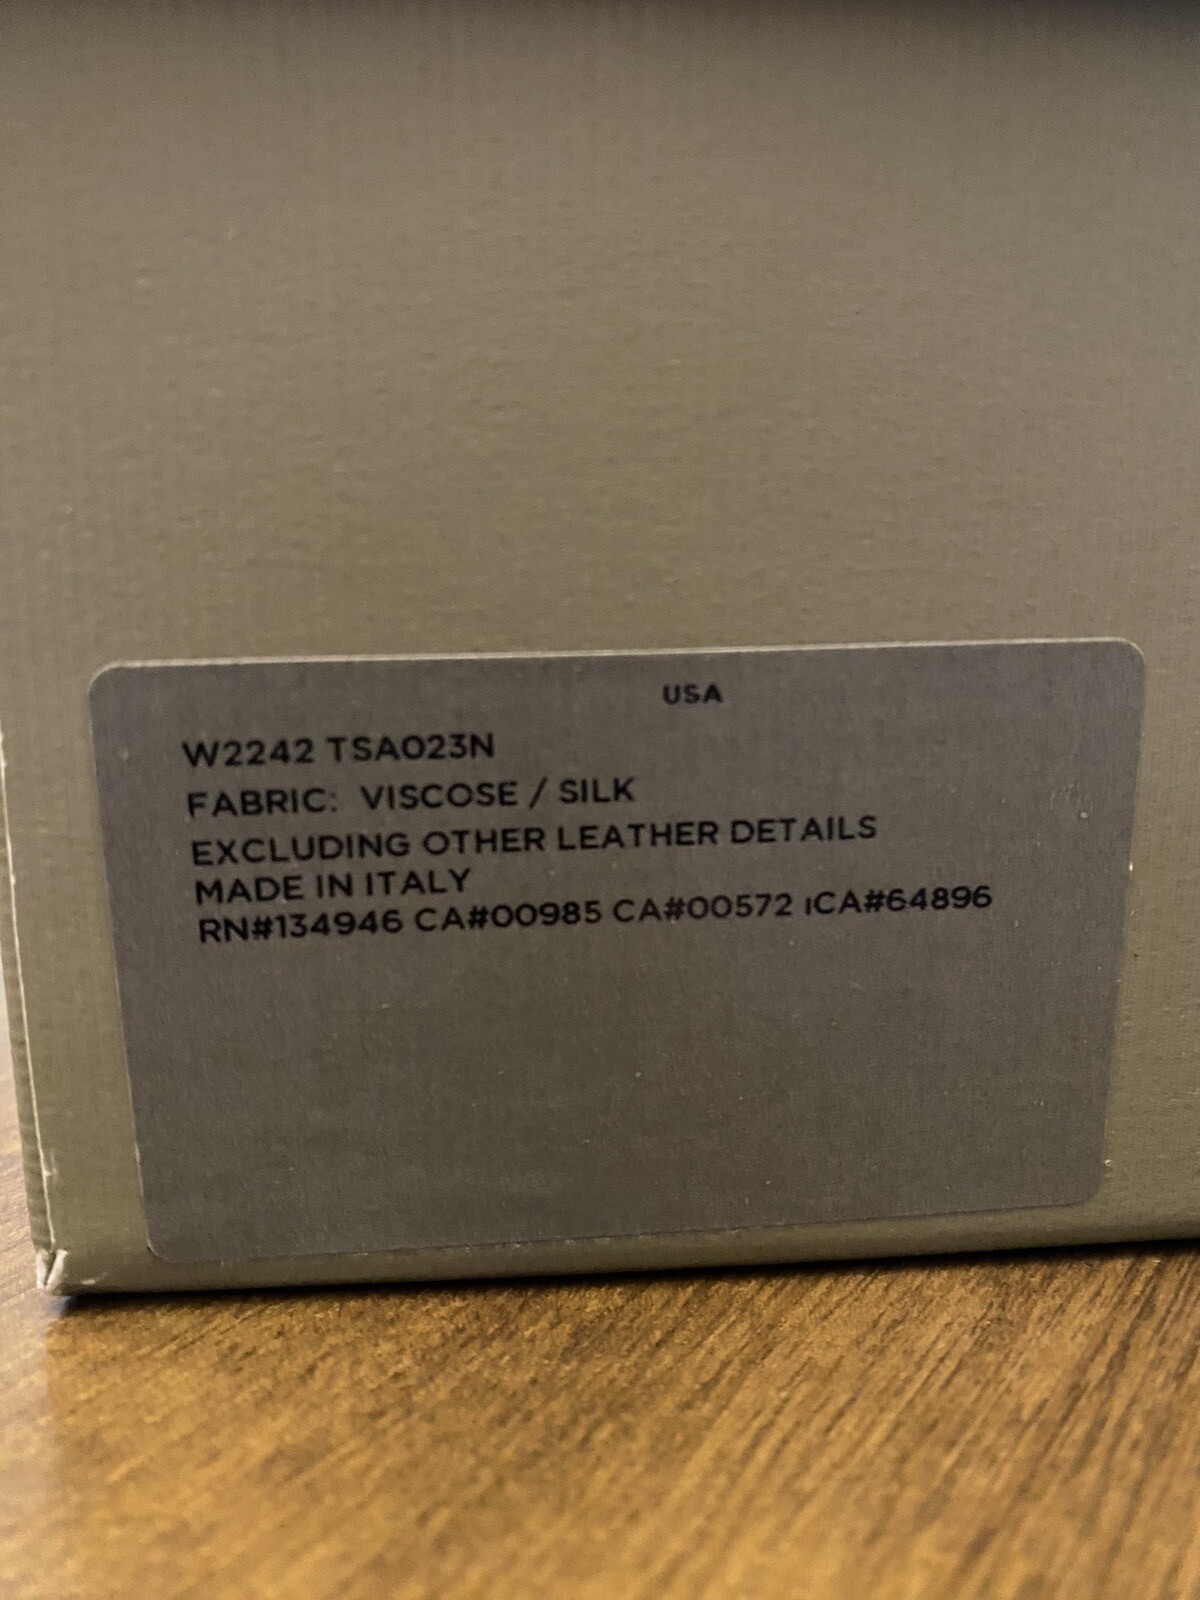 USA
W2242 TSA023N
FABRIC: VISCOSE / SILK
EXCLUDING OTHER LEATHER DETAILS
MADE IN ITALY
RN#134946 CA#00985 CA#00572 ICA#64896